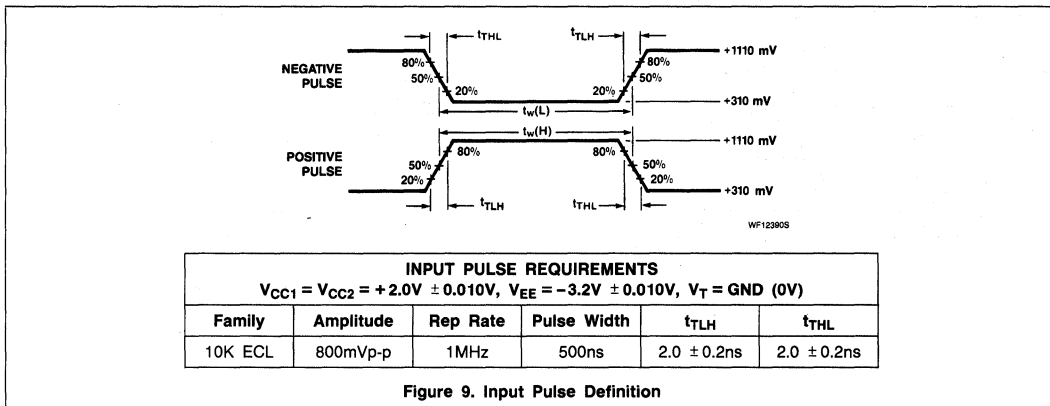 tTHL
tTLH
+1110 mV
NEGATIVE
PULSE
80%
50%
20%
80%
50%
20%
+310 mV
tw(L)
tw(H)
+1110 mV
POSITIVE
PULSE
80%
50%
20%
80%
50%
20%
+310 mV
tTLH
tTHL
WF12390S
INPUT PULSE REQUIREMENTS
VCC1 = VCC2 = +2.0V ±0.010V, VEE = −3.2V ±0.010V, VT = GND (0V)
Family Amplitude Rep Rate Pulse Width tTLH tTHL
10K ECL 800mVp-p 1MHz 500ns 2.0 ±0.2ns 2.0 ±0.2ns
Figure 9. Input Pulse Definition